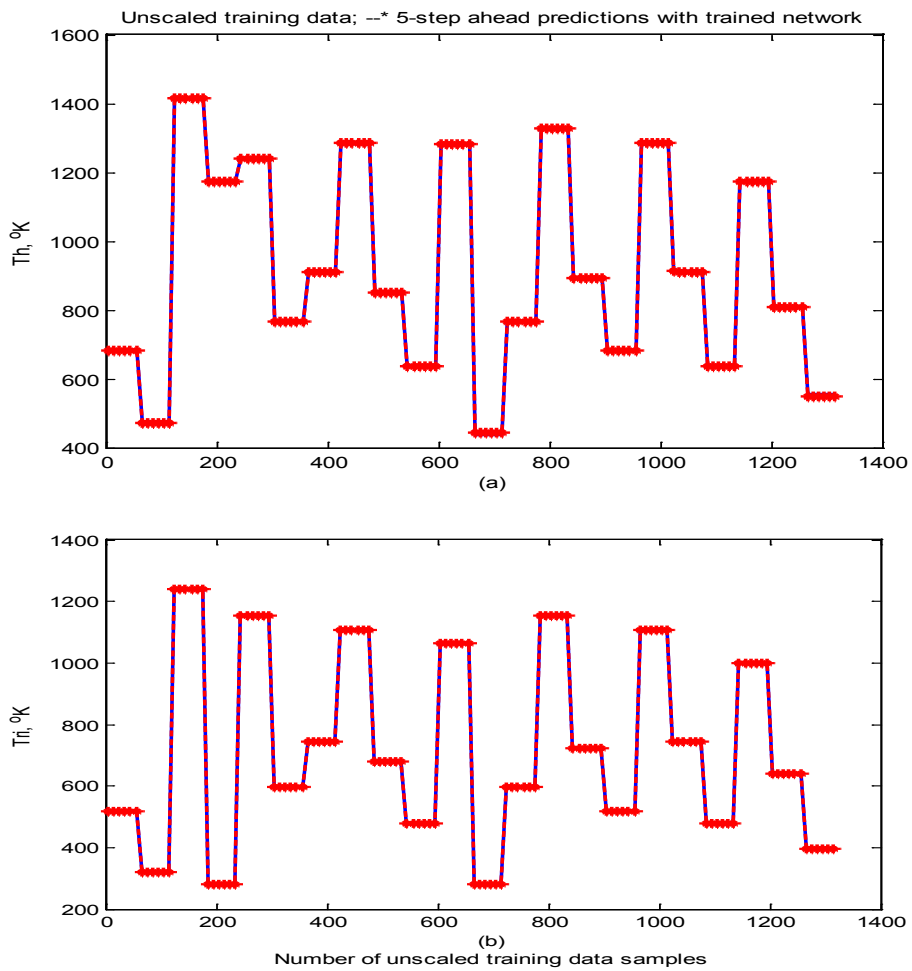 Unscaled training data; --* 5-step ahead predictions with trained network
1600
1400
1200
1000
800
600
400
Th, ⁰K
0 200 400 600 800 1000 1200 1400
(a)
1400
1200
1000
800
600
400
200
Tri, ⁰K
0 200 400 600 800 1000 1200 1400
(b)
Number of unscaled training data samples